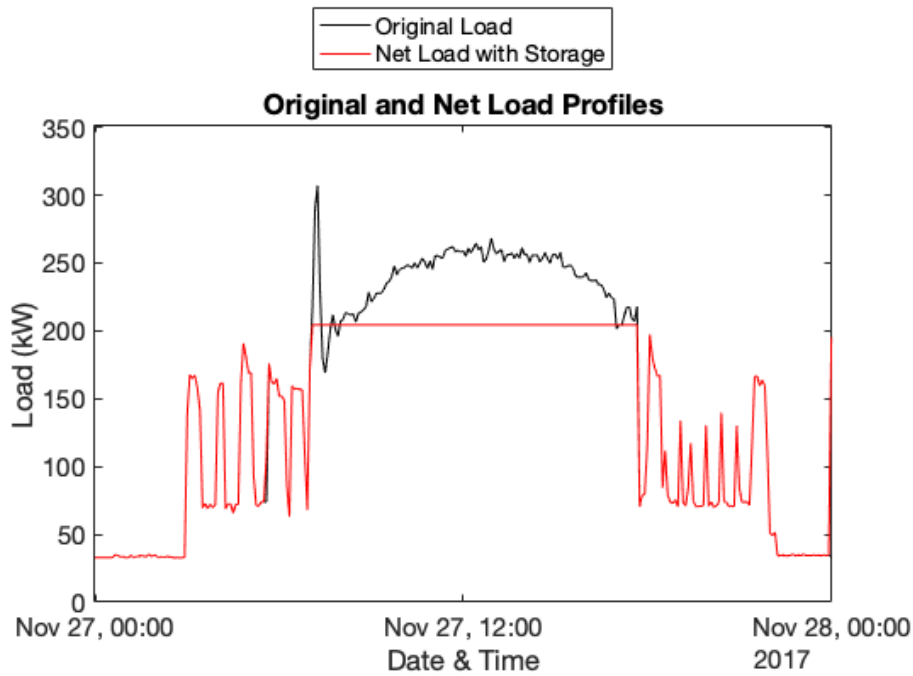 Original Load
Net Load with Storage
Original and Net Load Profiles
350
300
250
200
150
100
50
0
Load (kW)
Nov 27, 00:00
Nov 27, 12:00
Nov 28, 00:00
Date & Time
2017